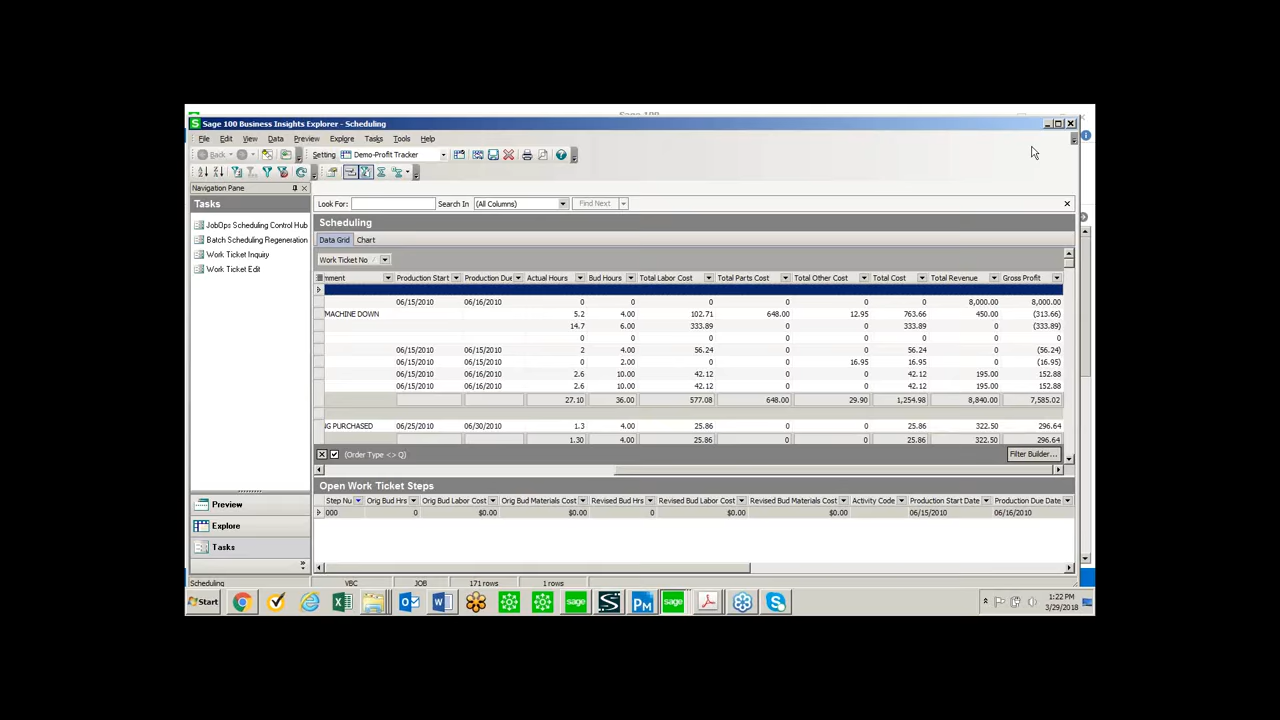 Sage 100
Sage 100 Business Insights Explorer - Scheduling
File Edit View Data Preview Explore Tasks Tools Help
Back Setting Demo-Profit Tracker
Navigation Pane
Tasks
Look For: Search In (All Columns) Find Next
JobOps Scheduling Control Hub
Batch Scheduling Regeneration
Work Ticket Inquiry
Work Ticket Edit
Scheduling
Data Grid Chart
Work Ticket No
mment Production Start Production Due Actual Hours Bud Hours Total Labor Cost Total Parts Cost Total Other Cost Total Cost Total Revenue Gross Profit
06/15/2010 06/16/2010 0 0 0 0 0 0 8,000.00 8,000.00
MACHINE DOWN 5.2 4.00 102.71 648.00 12.95 763.66 450.00 (313.66)
14.7 6.00 333.89 0 0 333.89 0 (333.89)
0 0 0 0 0 0 0 0
06/15/2010 06/15/2010 2 4.00 56.24 0 0 56.24 0 (56.24)
06/15/2010 06/15/2010 0 2.00 0 0 16.95 16.95 0 (16.95)
06/15/2010 06/16/2010 2.6 10.00 42.12 0 0 42.12 195.00 152.88
06/15/2010 06/16/2010 2.6 10.00 42.12 0 0 42.12 195.00 152.88
27.10 36.00 577.08 648.00 29.90 1,254.98 8,840.00 7,585.02
NG PURCHASED 06/25/2010 06/30/2010 1.3 4.00 25.86 0 0 25.86 322.50 296.64
1.30 4.00 25.86 0 0 25.86 322.50 296.64
(Order Type <> Q) Filter Builder...
Open Work Ticket Steps
Step Nu Orig Bud Hrs Orig Bud Labor Cost Orig Bud Materials Cost Revised Bud Hrs Revised Bud Labor Cost Revised Bud Materials Cost Activity Code Production Start Date Production Due Date
000 0 $0.00 $0.00 0 $0.00 $0.00 06/15/2010 06/16/2010
Preview
Explore
Tasks
Scheduling VBC JOB 171 rows 1 rows
Start sage PM sage
1:22 PM
3/29/2018